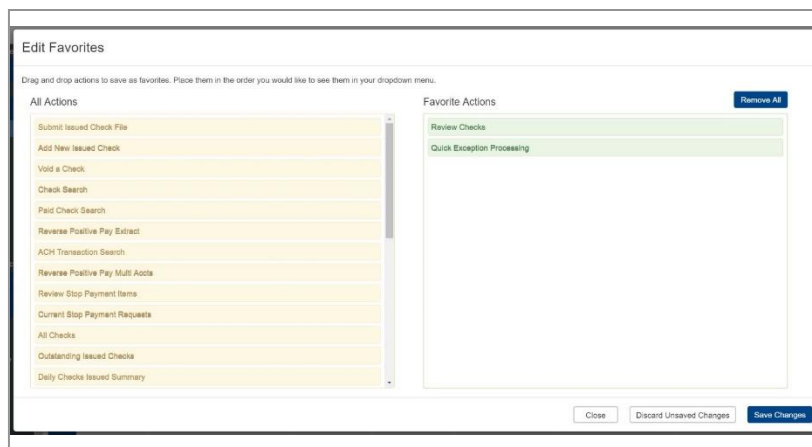 Edit Favorites
Drag and drop actions to save as favorites. Place them in the order you would like to see them in your dropdown menu.
All Actions
Submit Issued Check File
Add New Issued Check
Void a Check
Check Search
Paid Check Search
Reverse Positive Pay Extract
ACH Transaction Search
Reverse Positive Pay Multi Accts
Review Stop Payment Items
Current Stop Payment Requests
All Checks
Outstanding Issued Checks
Daily Checks Issued Summary
Favorite Actions
Remove All
Review Checks
Quick Exception Processing
Close
Discard Unsaved Changes
Save Changes